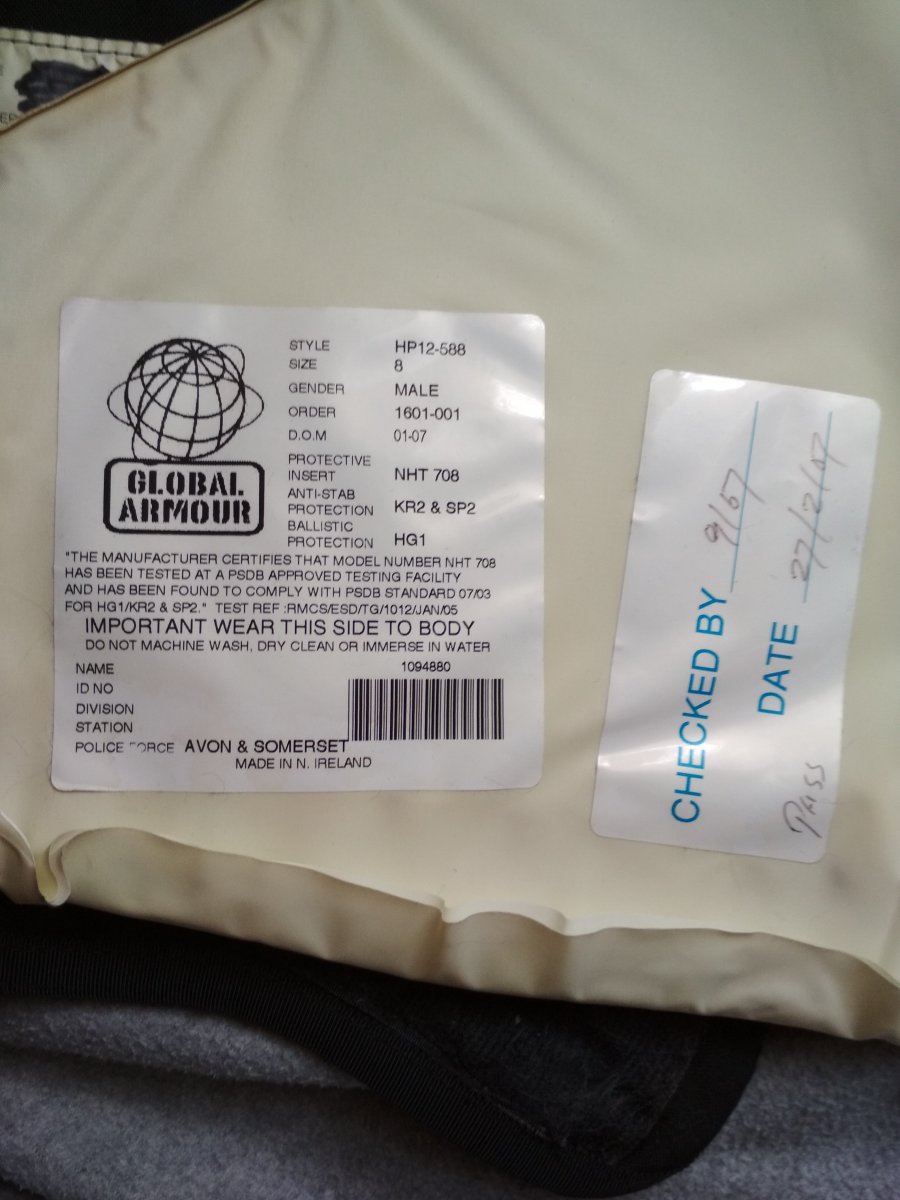 GLOBAL
ARMOUR
STYLE HP12-588
SIZE 8
GENDER MALE
ORDER 1601-001
D.O.M 01-07
PROTECTIVE
INSERT NHT 708
ANTI-STAB
PROTECTION KR2 & SP2
BALLISTIC
PROTECTION HG1
"THE MANUFACTURER CERTIFIES THAT MODEL NUMBER NHT 708
HAS BEEN TESTED AT A PSDB APPROVED TESTING FACILITY
AND HAS BEEN FOUND TO COMPLY WITH PSDB STANDARD 07/03
FOR HG1/KR2 & SP2." TEST REF :RMCS/ESD/TG/1012/JAN/05
IMPORTANT WEAR THIS SIDE TO BODY
DO NOT MACHINE WASH, DRY CLEAN OR IMMERSE IN WATER
NAME 1094880
ID NO
DIVISION
STATION
POLICE FORCE AVON & SOMERSET
MADE IN N. IRELAND
CHECKED BY
DATE 27/2/07
PASS